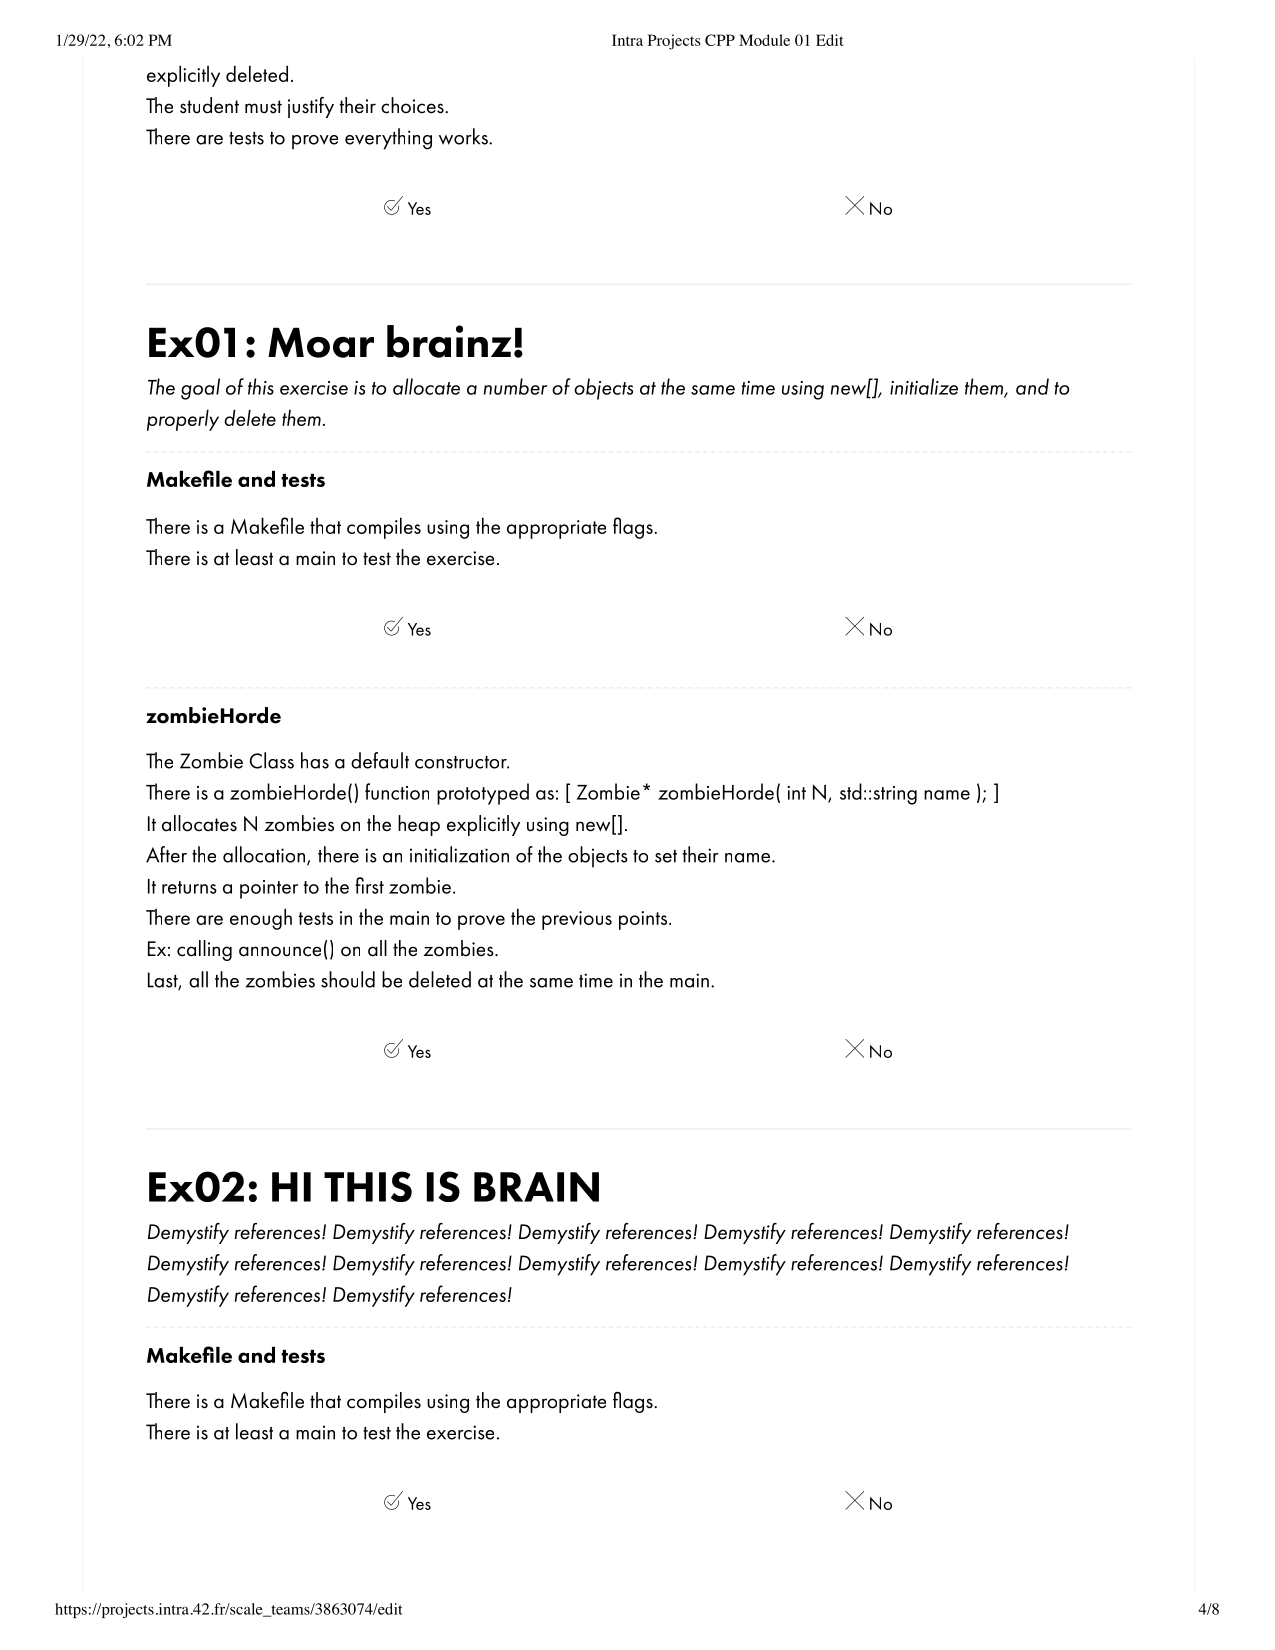 1/29/22, 6:02 PM
Intra Projects CPP Module 01 Edit
explicitly deleted.
The student must justify their choices.
There are tests to prove everything works.
Yes
No
Ex01: Moar brainz!
The goal of this exercise is to allocate a number of objects at the same time using new[], initialize them, and to
properly delete them.
Makefile and tests
There is a Makefile that compiles using the appropriate flags.
There is at least a main to test the exercise.
Yes
No
zombieHorde
The Zombie Class has a default constructor.
There is a zombieHorde() function prototyped as: [ Zombie* zombieHorde( int N, std::string name ); ]
It allocates N zombies on the heap explicitly using new[].
After the allocation, there is an initialization of the objects to set their name.
It returns a pointer to the first zombie.
There are enough tests in the main to prove the previous points.
Ex: calling announce() on all the zombies.
Last, all the zombies should be deleted at the same time in the main.
Yes
No
Ex02: HI THIS IS BRAIN
Demystify references! Demystify references! Demystify references! Demystify references! Demystify references!
Demystify references! Demystify references! Demystify references! Demystify references! Demystify references!
Demystify references! Demystify references!
Makefile and tests
There is a Makefile that compiles using the appropriate flags.
There is at least a main to test the exercise.
Yes
No
https://projects.intra.42.fr/scale_teams/3863074/edit
4/8